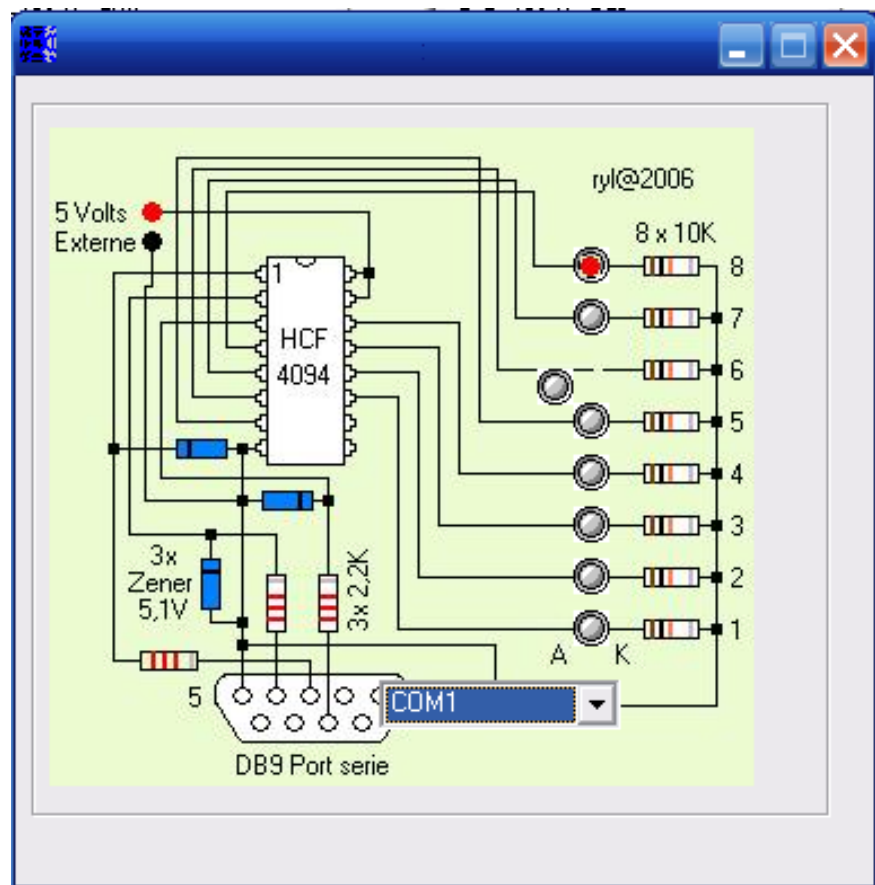 ryl@2006
5 Volts
Externe
8 x 10K
1
HCF
4094
8
7
6
5
4
3
2
1
3x
Zener
5,1V
3x 2,2K
A K
5
COM1
DB9 Port serie